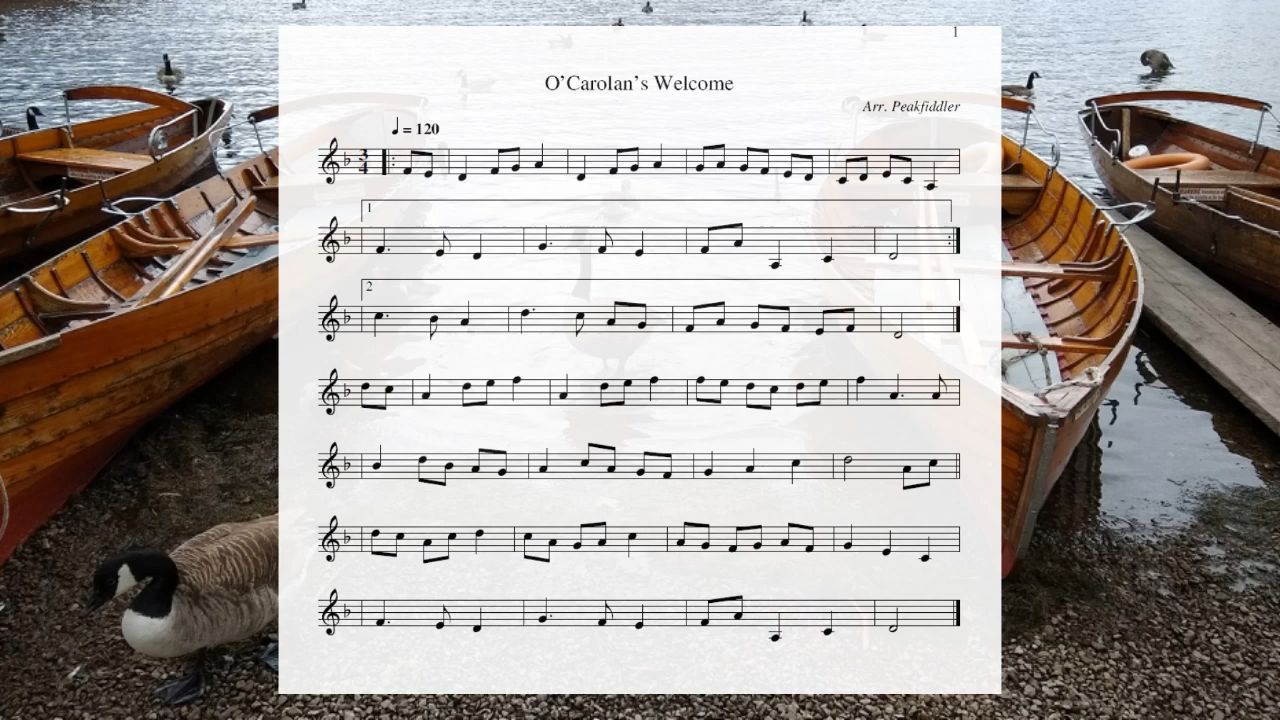 1
O'Carolan's Welcome
Arr. Peakfiddler
♩ = 120
3
4
1
2